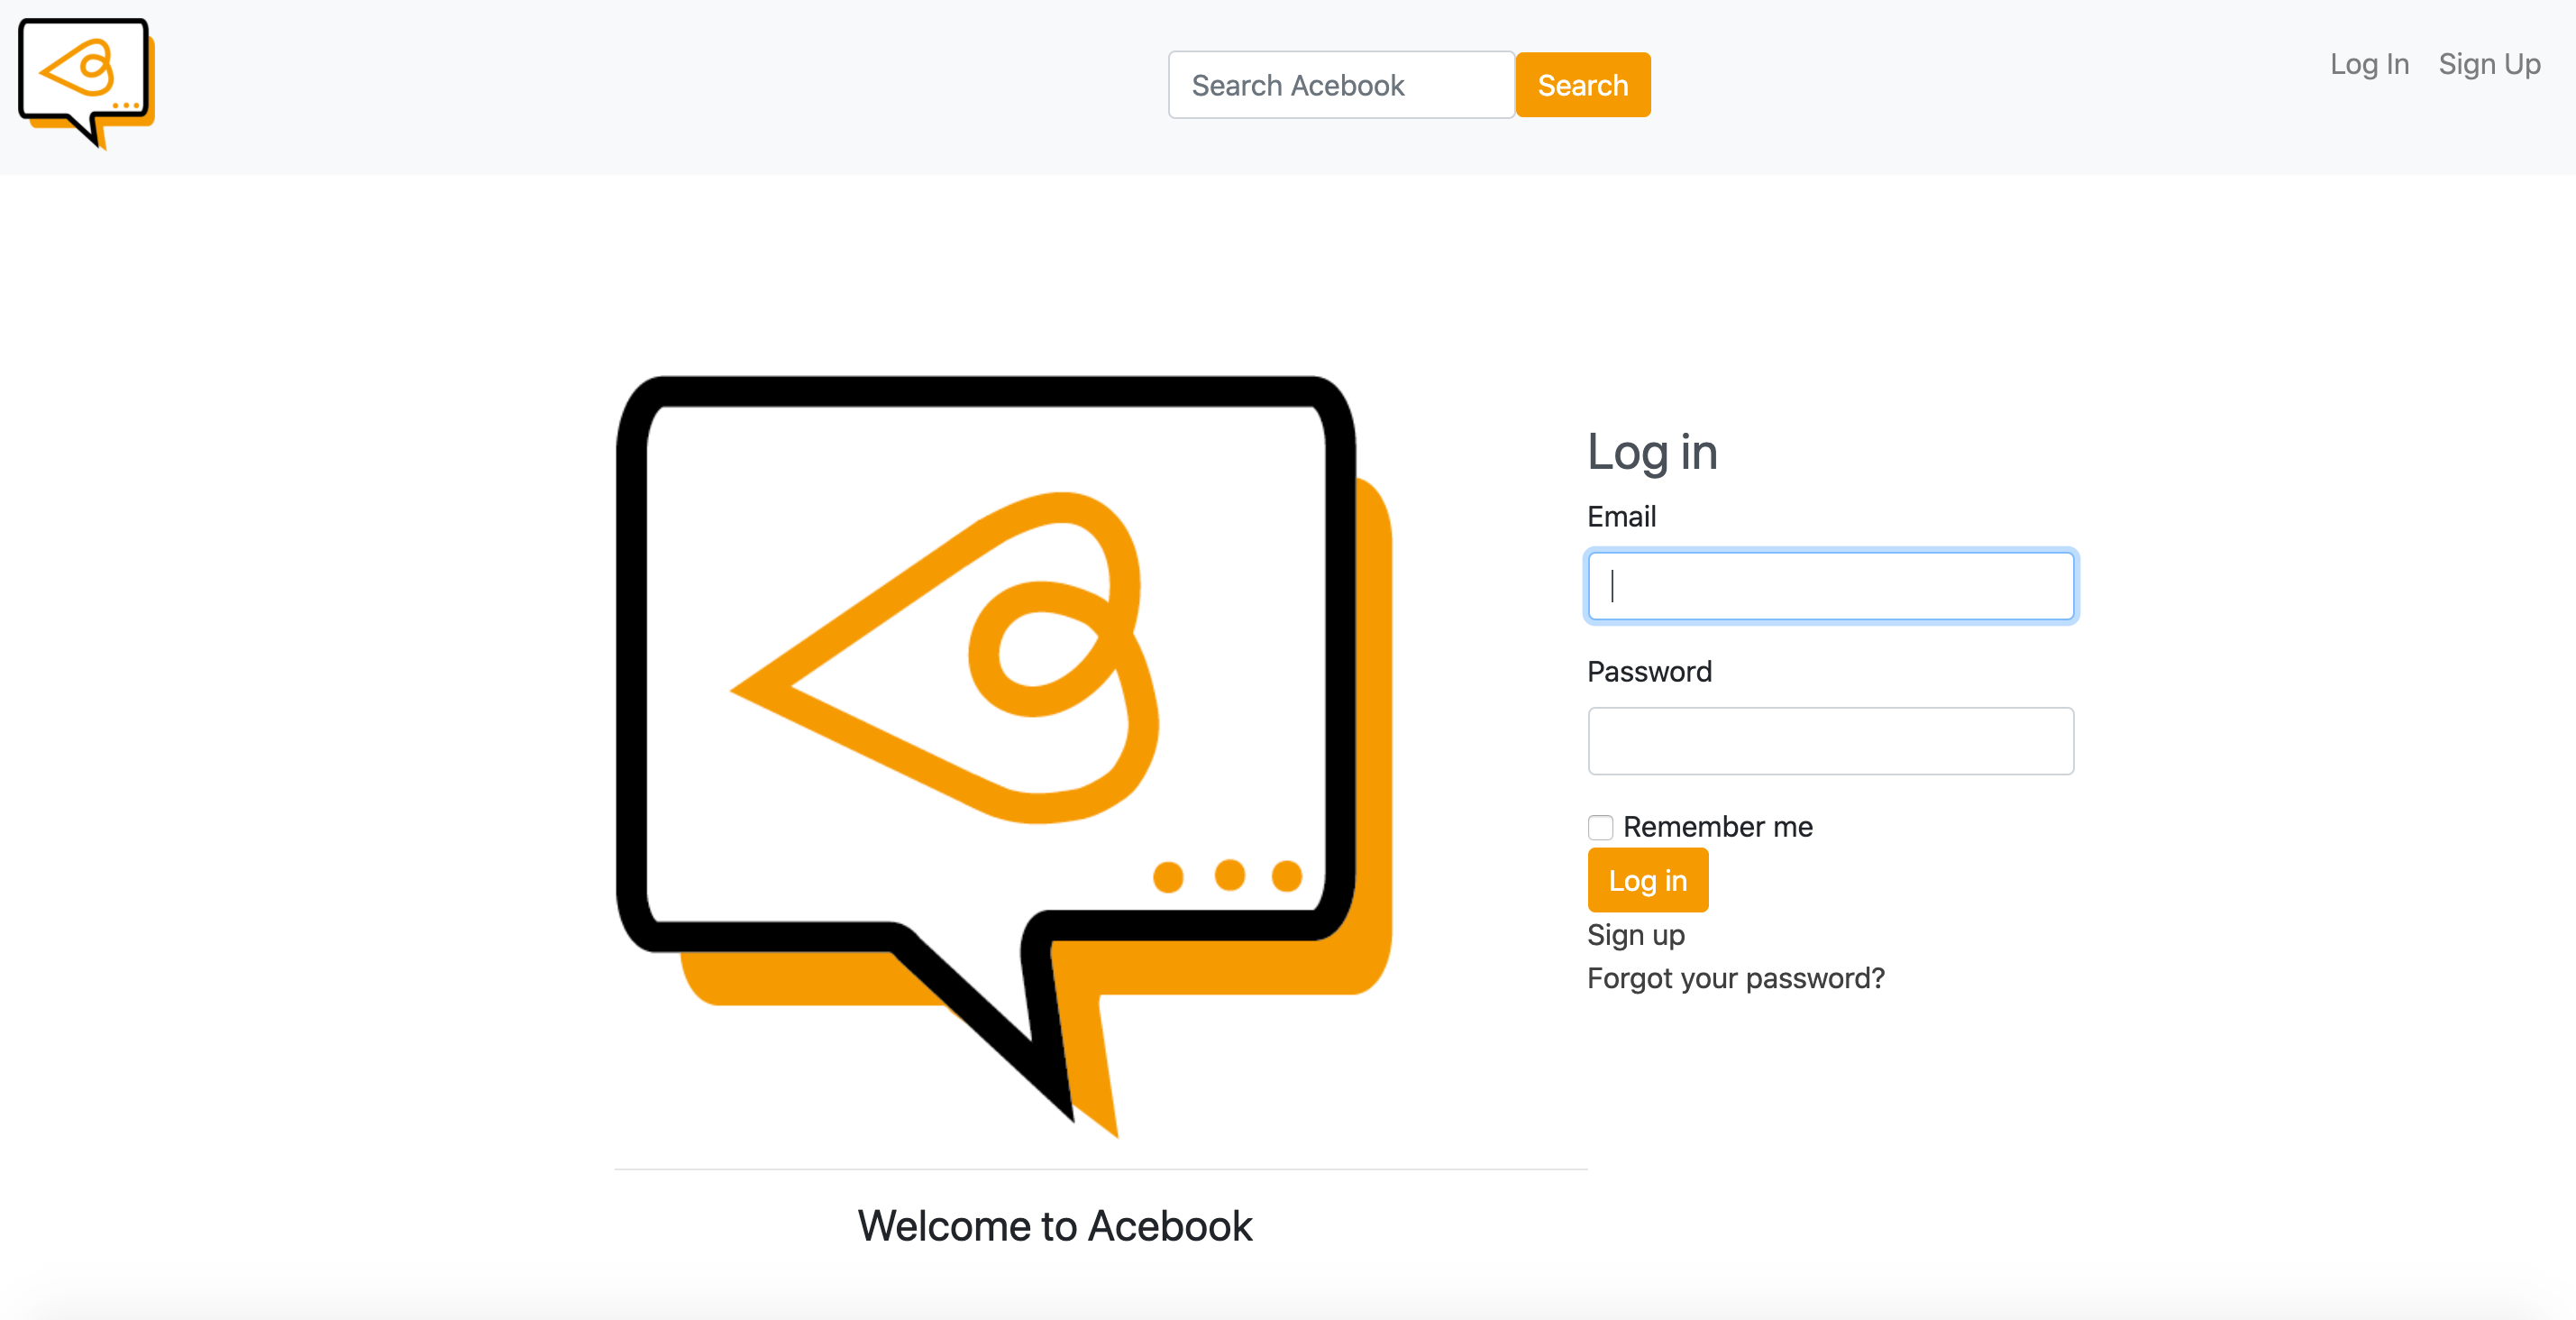 Search Acebook
Search
Log In
Sign Up
Log in
Email
Password
Remember me
Log in
Sign up
Forgot your password?
Welcome to Acebook